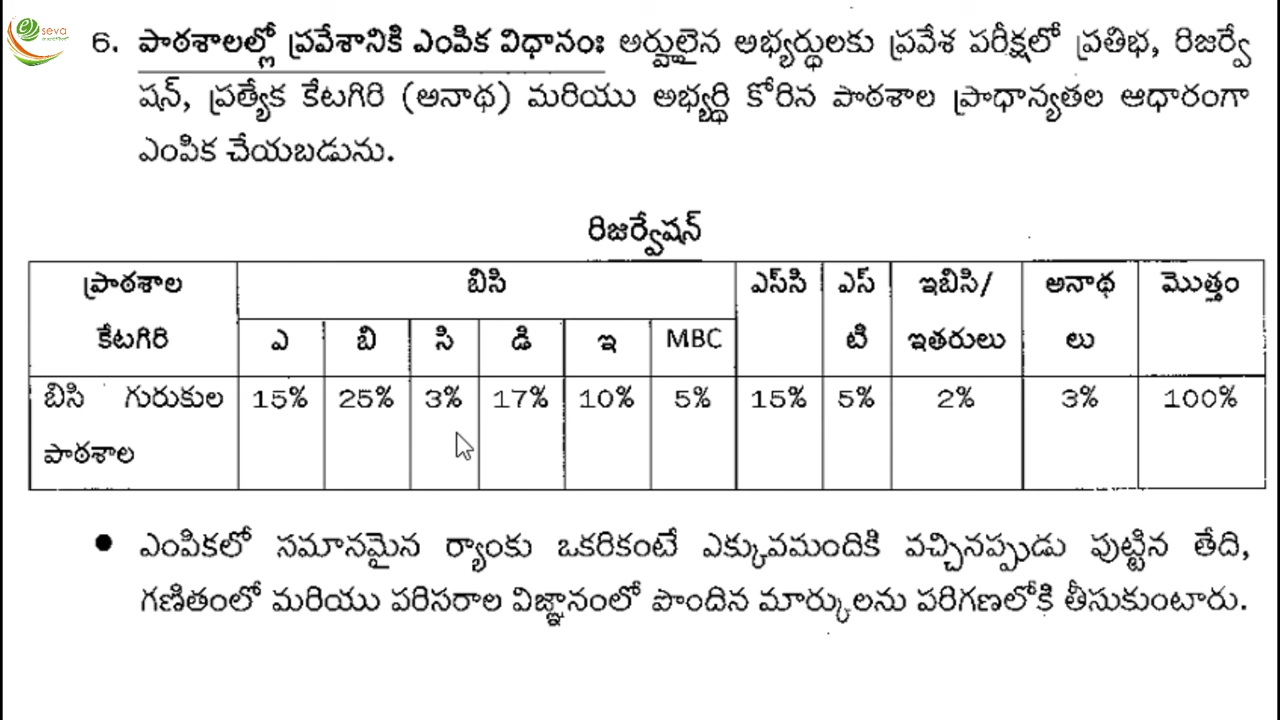 seva
6. పాఠశాలల్లో ప్రవేశానికి ఎంపిక విధానం: అర్హులైన అభ్యర్థులకు ప్రవేశ పరీక్షలో ప్రతిభ, రిజర్వే
షన్, ప్రత్యేక కేటగిరి (అనాథ) మరియు అభ్యర్థి కోరిన పాఠశాల ప్రాధాన్యతల ఆధారంగా
ఎంపిక చేయబడును.
రిజర్వేషన్
ప్రాఠశాల బిసి ఎస్‌సి ఎస్ ఇబిసి/ అనాథ మొత్తం
కేటగిరి ఎ బి సి డి ఇ MBC టి ఇతరులు లు
బిసి గురుకుల 15% 25% 3% 17% 10% 5% 15% 5% 2% 3% 100%
పాఠశాల
● ఎంపికలో సమానమైన ర్యాంకు ఒకరికంటే ఎక్కువమందికి వచ్చినప్పుడు పుట్టిన తేది,
గణితంలో మరియు పరిసరాల విజ్ఞానంలో పొందిన మార్కులను పరిగణలోకి తీసుకుంటారు.